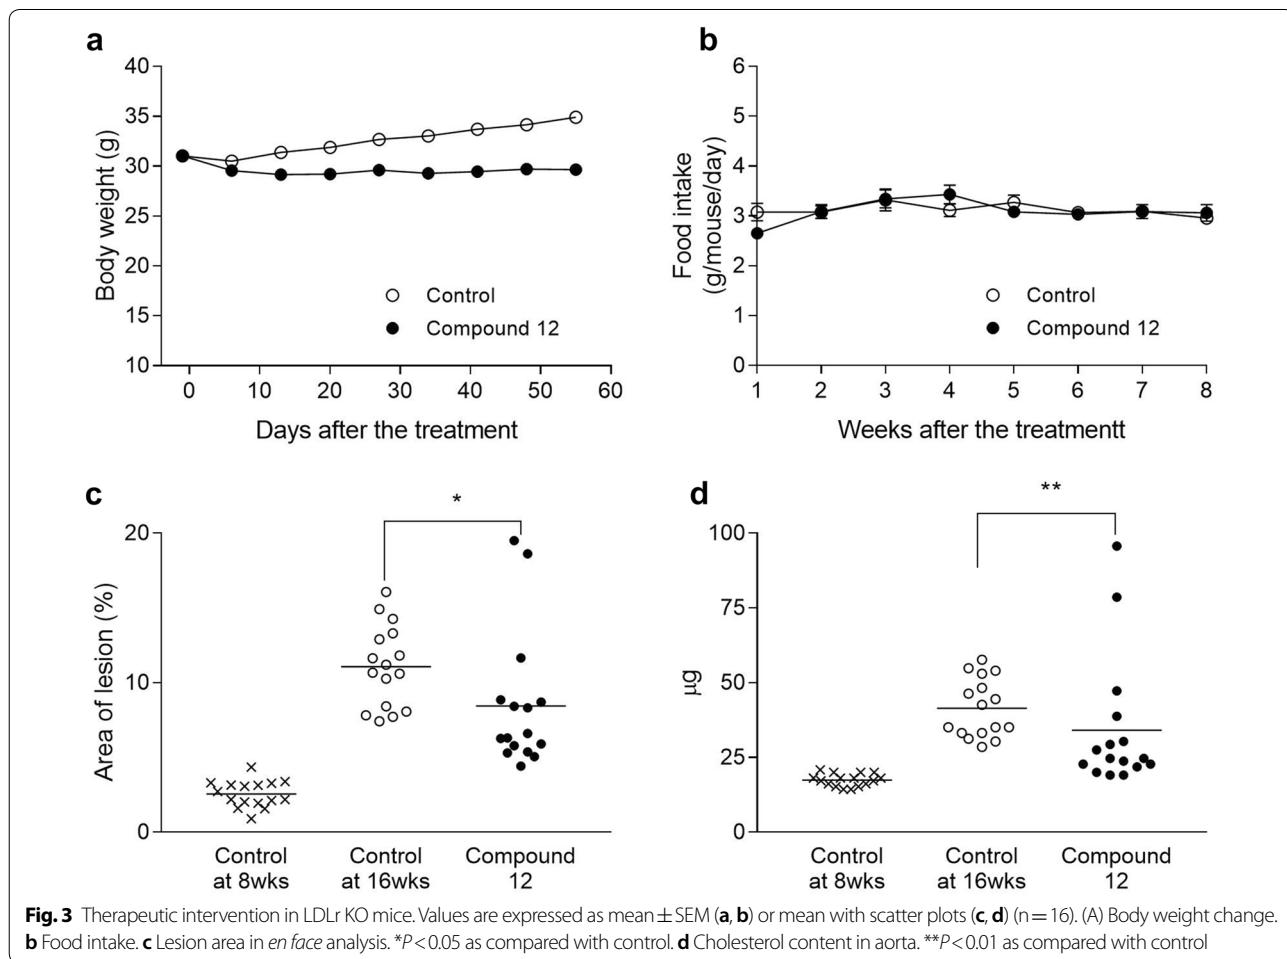 a
40
35
30
25
20
15
10
Body weight (g)
Control
Compound 12
0 10 20 30 40 50 60
Days after the treatment
b
6
5
4
3
2
1
0
Food intake
(g/mouse/day)
Control
Compound 12
1 2 3 4 5 6 7 8
Weeks after the treatmentt
c
*
20
10
0
Area of lesion (%)
Control
at 8wks
Control
at 16wks
Compound
12
d
**
100
75
50
25
0
µg
Control
at 8wks
Control
at 16wks
Compound
12
Fig. 3 Therapeutic intervention in LDLr KO mice. Values are expressed as mean ± SEM (a, b) or mean with scatter plots (c, d) (n = 16). (A) Body weight change.
b Food intake. c Lesion area in en face analysis. *P < 0.05 as compared with control. d Cholesterol content in aorta. **P < 0.01 as compared with control